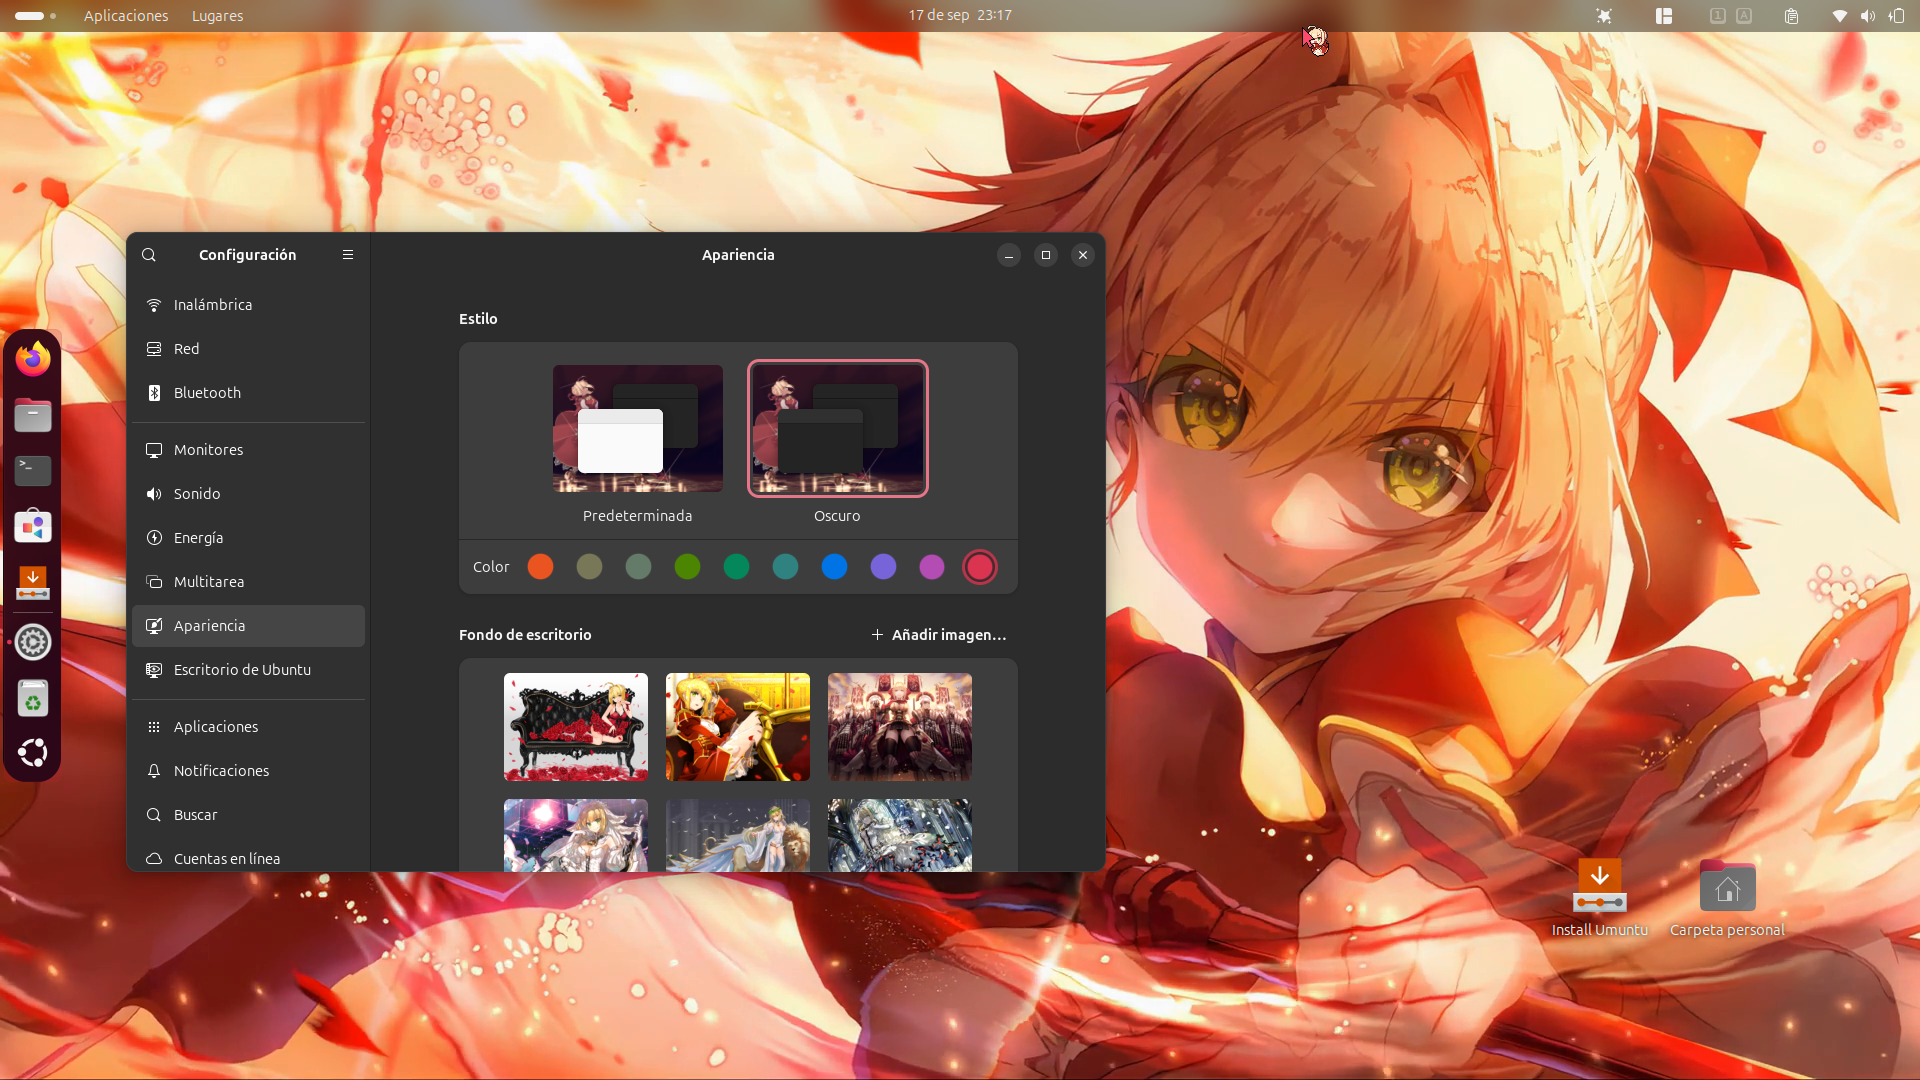 Aplicaciones Lugares 17 de sep 23:17 1 A
Configuración
Apariencia
Inalámbrica
Red
Bluetooth
Monitores
Sonido
Energía
Multitarea
Apariencia
Escritorio de Ubuntu
Aplicaciones
Notificaciones
Buscar
Cuentas en línea
Estilo
Predeterminada Oscuro
Color
Fondo de escritorio + Añadir imagen...
>_
Install Umuntu Carpeta personal